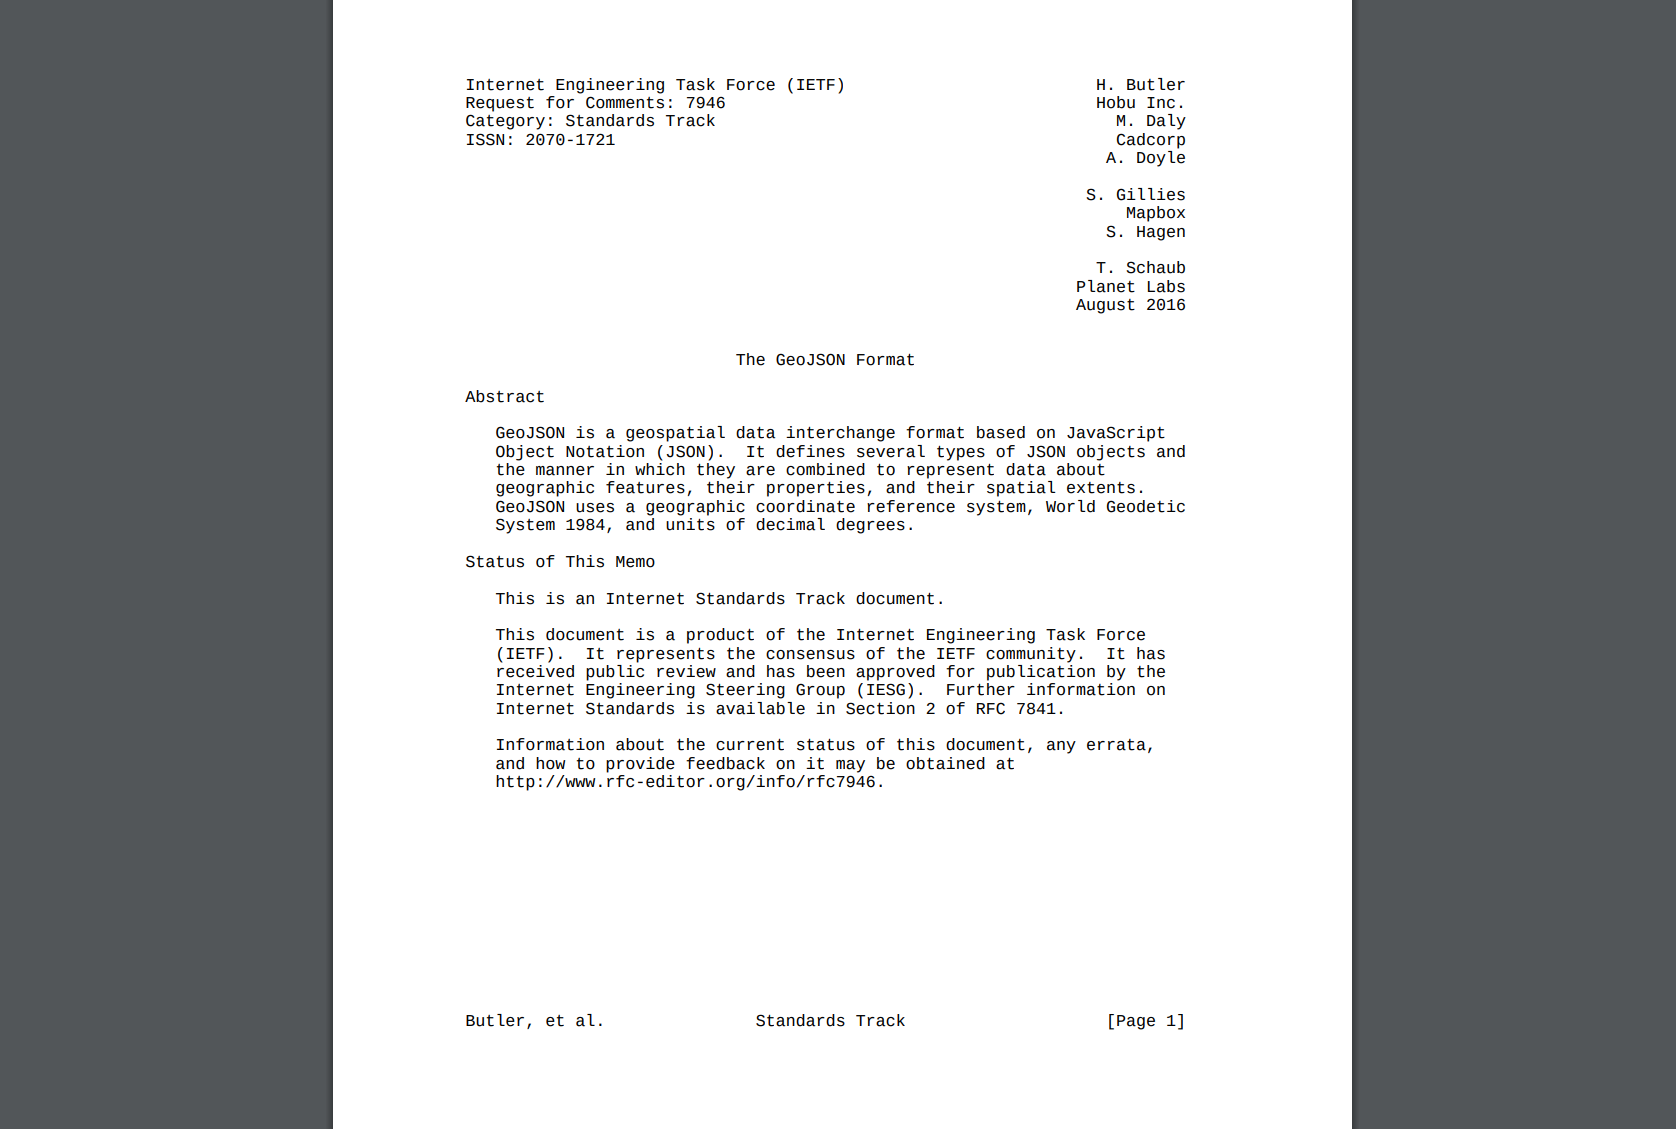 Internet Engineering Task Force (IETF)                         H. Butler
Request for Comments: 7946                                     Hobu Inc.
Category: Standards Track                                        M. Daly
ISSN: 2070-1721                                                  Cadcorp
                                                                A. Doyle

                                                              S. Gillies
                                                                  Mapbox
                                                                S. Hagen

                                                               T. Schaub
                                                             Planet Labs
                                                             August 2016

                           The GeoJSON Format

Abstract

   GeoJSON is a geospatial data interchange format based on JavaScript
   Object Notation (JSON).  It defines several types of JSON objects and
   the manner in which they are combined to represent data about
   geographic features, their properties, and their spatial extents.
   GeoJSON uses a geographic coordinate reference system, World Geodetic
   System 1984, and units of decimal degrees.

Status of This Memo

   This is an Internet Standards Track document.

   This document is a product of the Internet Engineering Task Force
   (IETF).  It represents the consensus of the IETF community.  It has
   received public review and has been approved for publication by the
   Internet Engineering Steering Group (IESG).  Further information on
   Internet Standards is available in Section 2 of RFC 7841.

   Information about the current status of this document, any errata,
   and how to provide feedback on it may be obtained at
   http://www.rfc-editor.org/info/rfc7946.

Butler, et al.               Standards Track                    [Page 1]